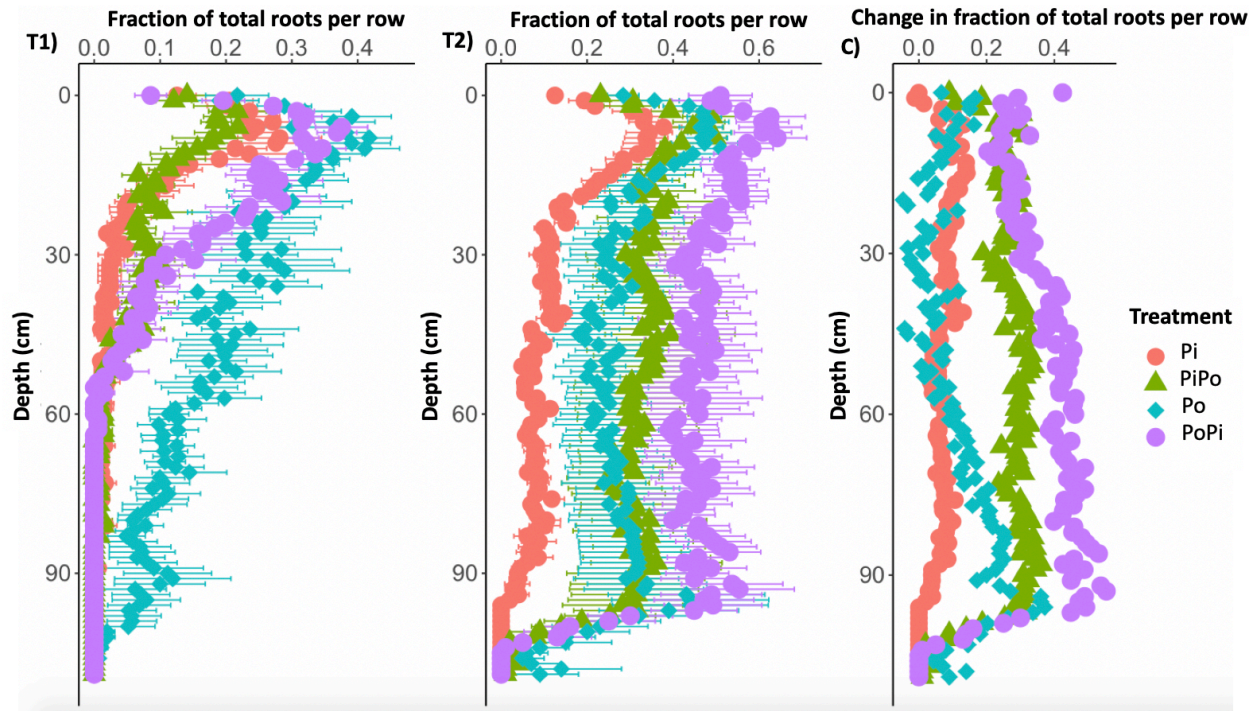 Fraction of total roots per row
T1)
0.0 0.1 0.2 0.3 0.4
0
30
60
90
Depth (cm)
Fraction of total roots per row
T2)
0.0 0.2 0.4 0.6
0
30
60
90
Depth (cm)
Change in fraction of total roots per row
C)
0.0 0.2 0.4
0
30
60
90
Depth (cm)
Treatment
Pi
PiPo
Po
PoPi